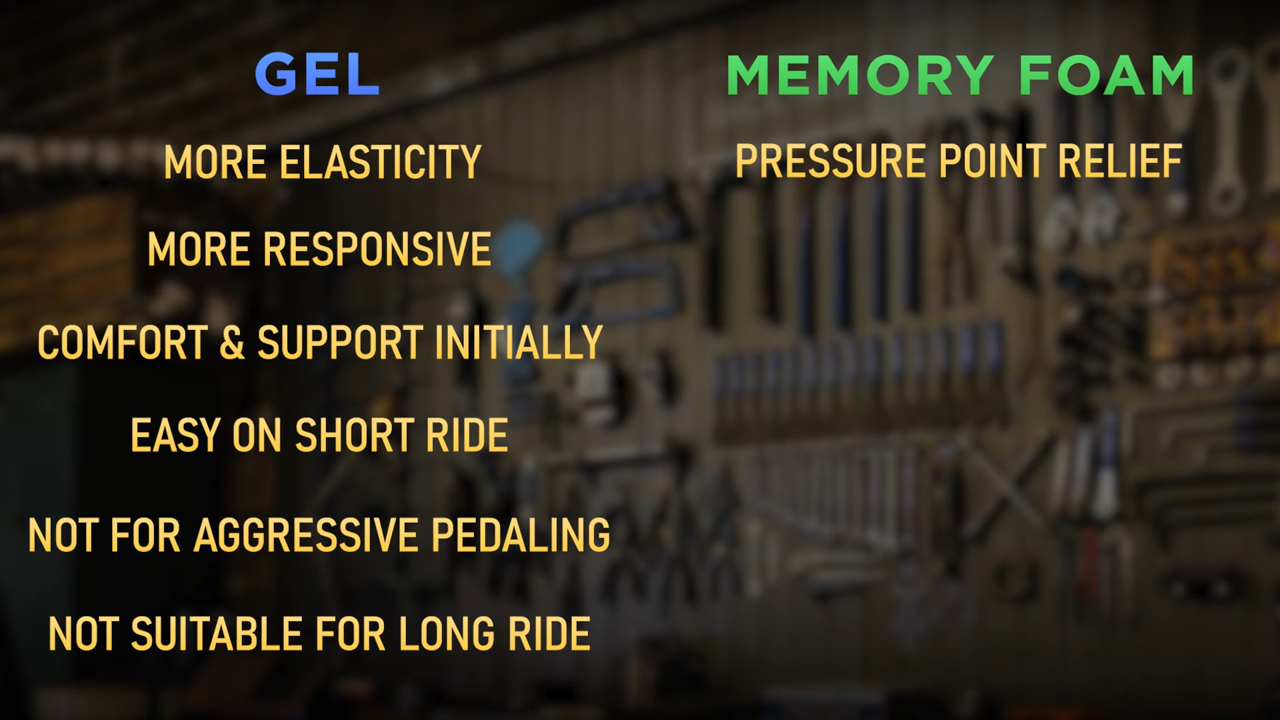 GEL
MORE ELASTICITY
MORE RESPONSIVE
COMFORT & SUPPORT INITIALLY
EASY ON SHORT RIDE
NOT FOR AGGRESSIVE PEDALING
NOT SUITABLE FOR LONG RIDE
MEMORY FOAM
PRESSURE POINT RELIEF